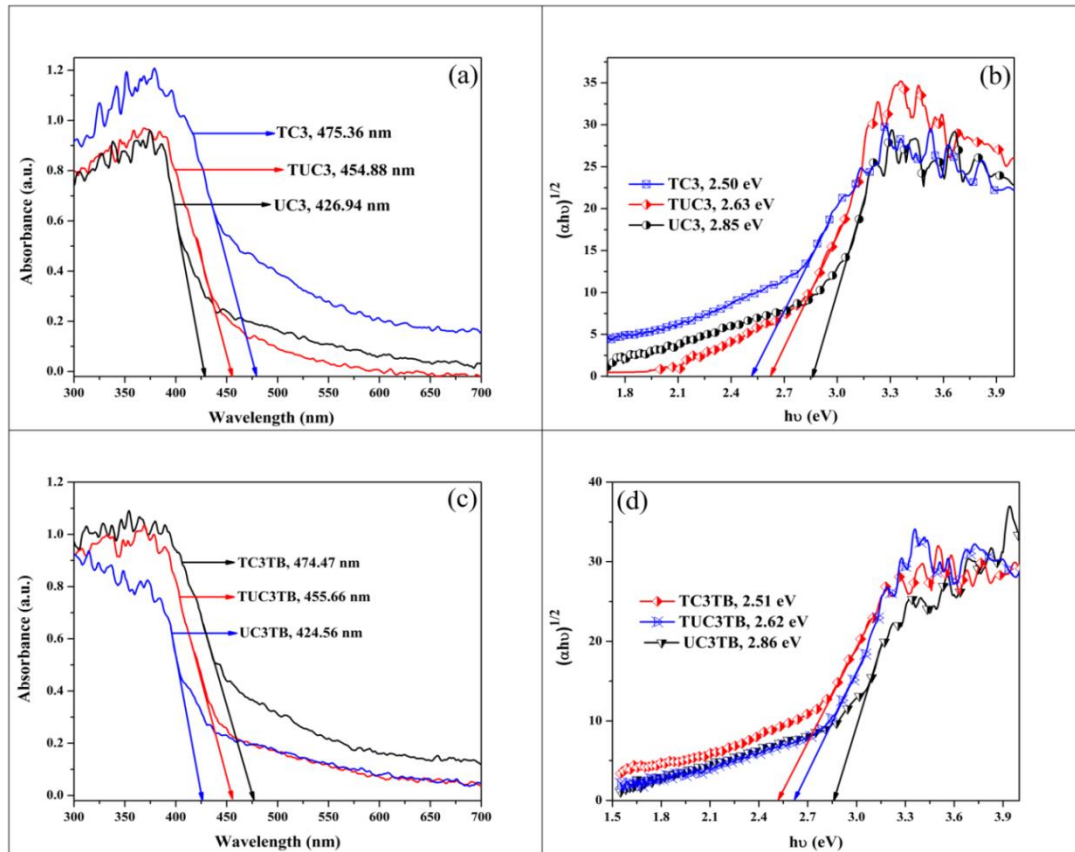 (a)
1.2
1.0
0.8
0.6
0.4
0.2
0.0
Absorbance (a.u.)
TC3, 475.36 nm
TUC3, 454.88 nm
UC3, 426.94 nm
300 350 400 450 500 550 600 650 700
Wavelength (nm)
(b)
35
30
25
20
15
10
5
0
(αhυ)1/2
TC3, 2.50 eV
TUC3, 2.63 eV
UC3, 2.85 eV
1.8 2.1 2.4 2.7 3.0 3.3 3.6 3.9
hυ (eV)
(c)
1.2
1.0
0.8
0.6
0.4
0.2
0.0
Absorbance (a.u.)
TC3TB, 474.47 nm
TUC3TB, 455.66 nm
UC3TB, 424.56 nm
300 350 400 450 500 550 600 650 700
Wavelength (nm)
(d)
40
30
20
10
0
(αhυ)1/2
TC3TB, 2.51 eV
TUC3TB, 2.62 eV
UC3TB, 2.86 eV
1.5 1.8 2.1 2.4 2.7 3.0 3.3 3.6 3.9
hυ (eV)